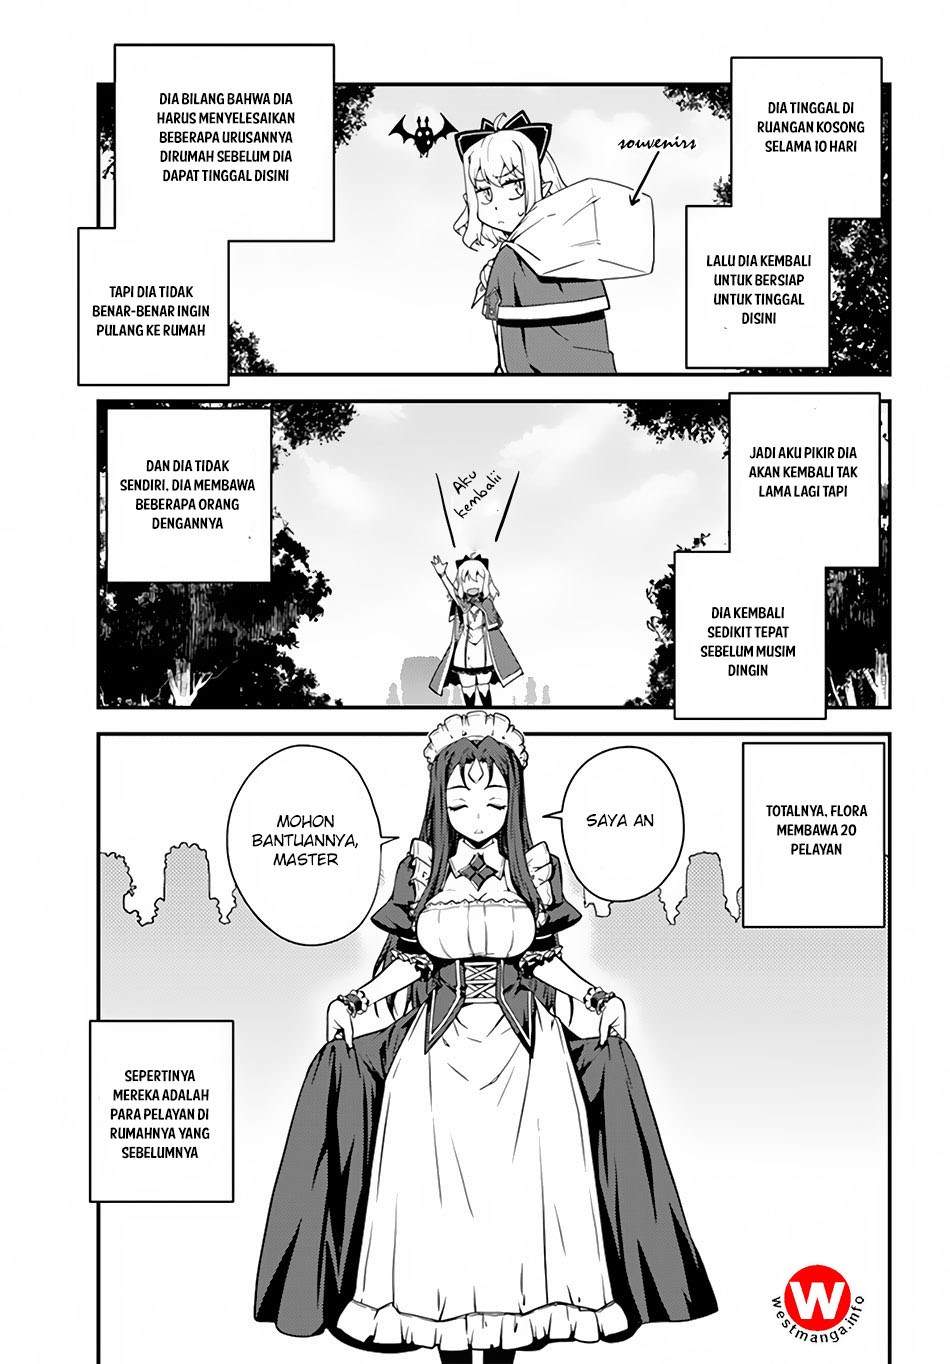 DIA TINGGAL DI
RUANGAN KOSONG
SELAMA 10 HARI
LALU DIA KEMBALI
UNTUK BERSIAP
UNTUK TINGGAL
DISINI
souvenirs
DIA BILANG BAHWA DIA
HARUS MENYELESAIKAN
BEBERAPA URUSANNYA
DIRUMAH SEBELUM DIA
DAPAT TINGGAL DISINI
TAPI DIA TIDAK
BENAR-BENAR INGIN
PULANG KE RUMAH
JADI AKU PIKIR DIA
AKAN KEMBALI TAK
LAMA LAGI TAPI
DIA KEMBALI
SEDIKIT TEPAT
SEBELUM MUSIM
DINGIN
Aku
kembalii
DAN DIA TIDAK
SENDIRI. DIA MEMBAWA
BEBERAPA ORANG
DENGANNYA
TOTALNYA, FLORA
MEMBAWA 20
PELAYAN
SAYA AN
MOHON
BANTUANNYA,
MASTER
SEPERTINYA
MEREKA ADALAH
PARA PELAYAN DI
RUMAHNYA YANG
SEBELUMNYA
W
westmanga.info